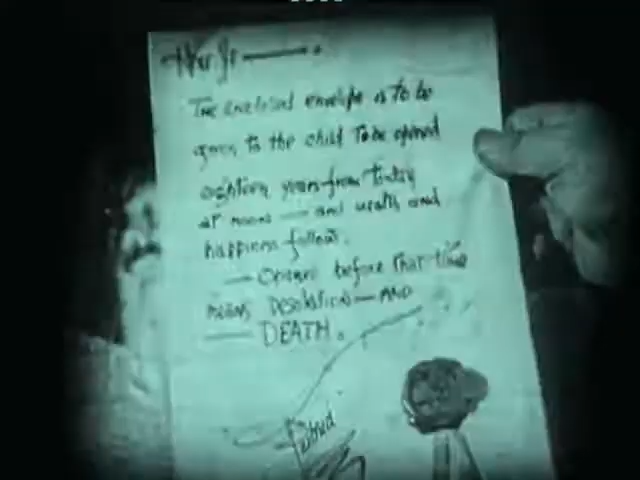 The enclosed envelope is to be
given to the child to be opened
eighteen years from today
at noon — and wealth and
happiness follow.
— Opened before that time
means Desolation — AND
— DEATH.